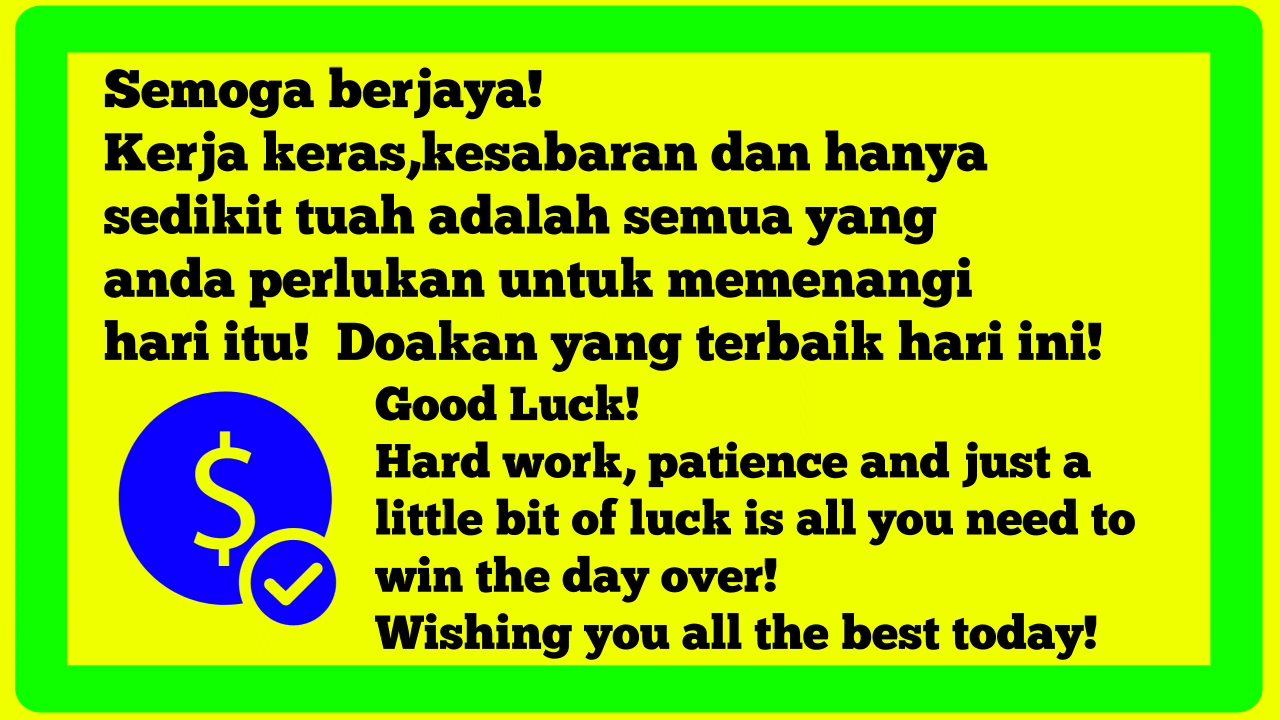 Semoga berjaya!
Kerja keras,kesabaran dan hanya
sedikit tuah adalah semua yang
anda perlukan untuk memenangi
hari itu!  Doakan yang terbaik hari ini!
$
Good Luck!
Hard work, patience and just a
little bit of luck is all you need to
win the day over!
Wishing you all the best today!